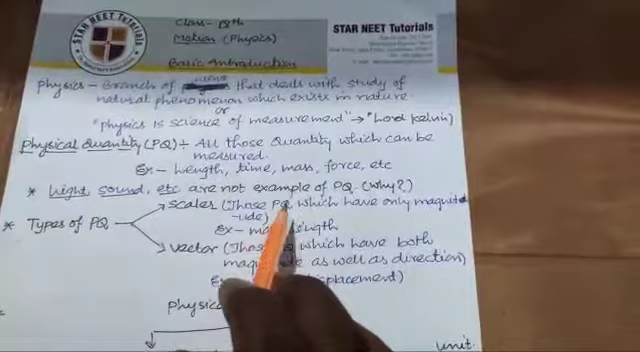 STAR NEET Tutorials
STAR NEET Tutorials
Class- 9th
Motion (Physics)
Basic Introduction
Physics - Branch of science that deals with study of
natural phenomenon which exists in nature.
or
"Physics is science of measurement" → "Lord Kelvin)
Physical Quantity (PQ) ÷ All those Quantity which can be
measured.
Ex - Length, time, mass, force, etc
* Light, sound, etc are not example of PQ. (Why?)
* Types of PQ
scaler (Those PQ which have only magnit
-ude)
Ex - length
vector ( which have both
as well as direction)
displacement)
unit.